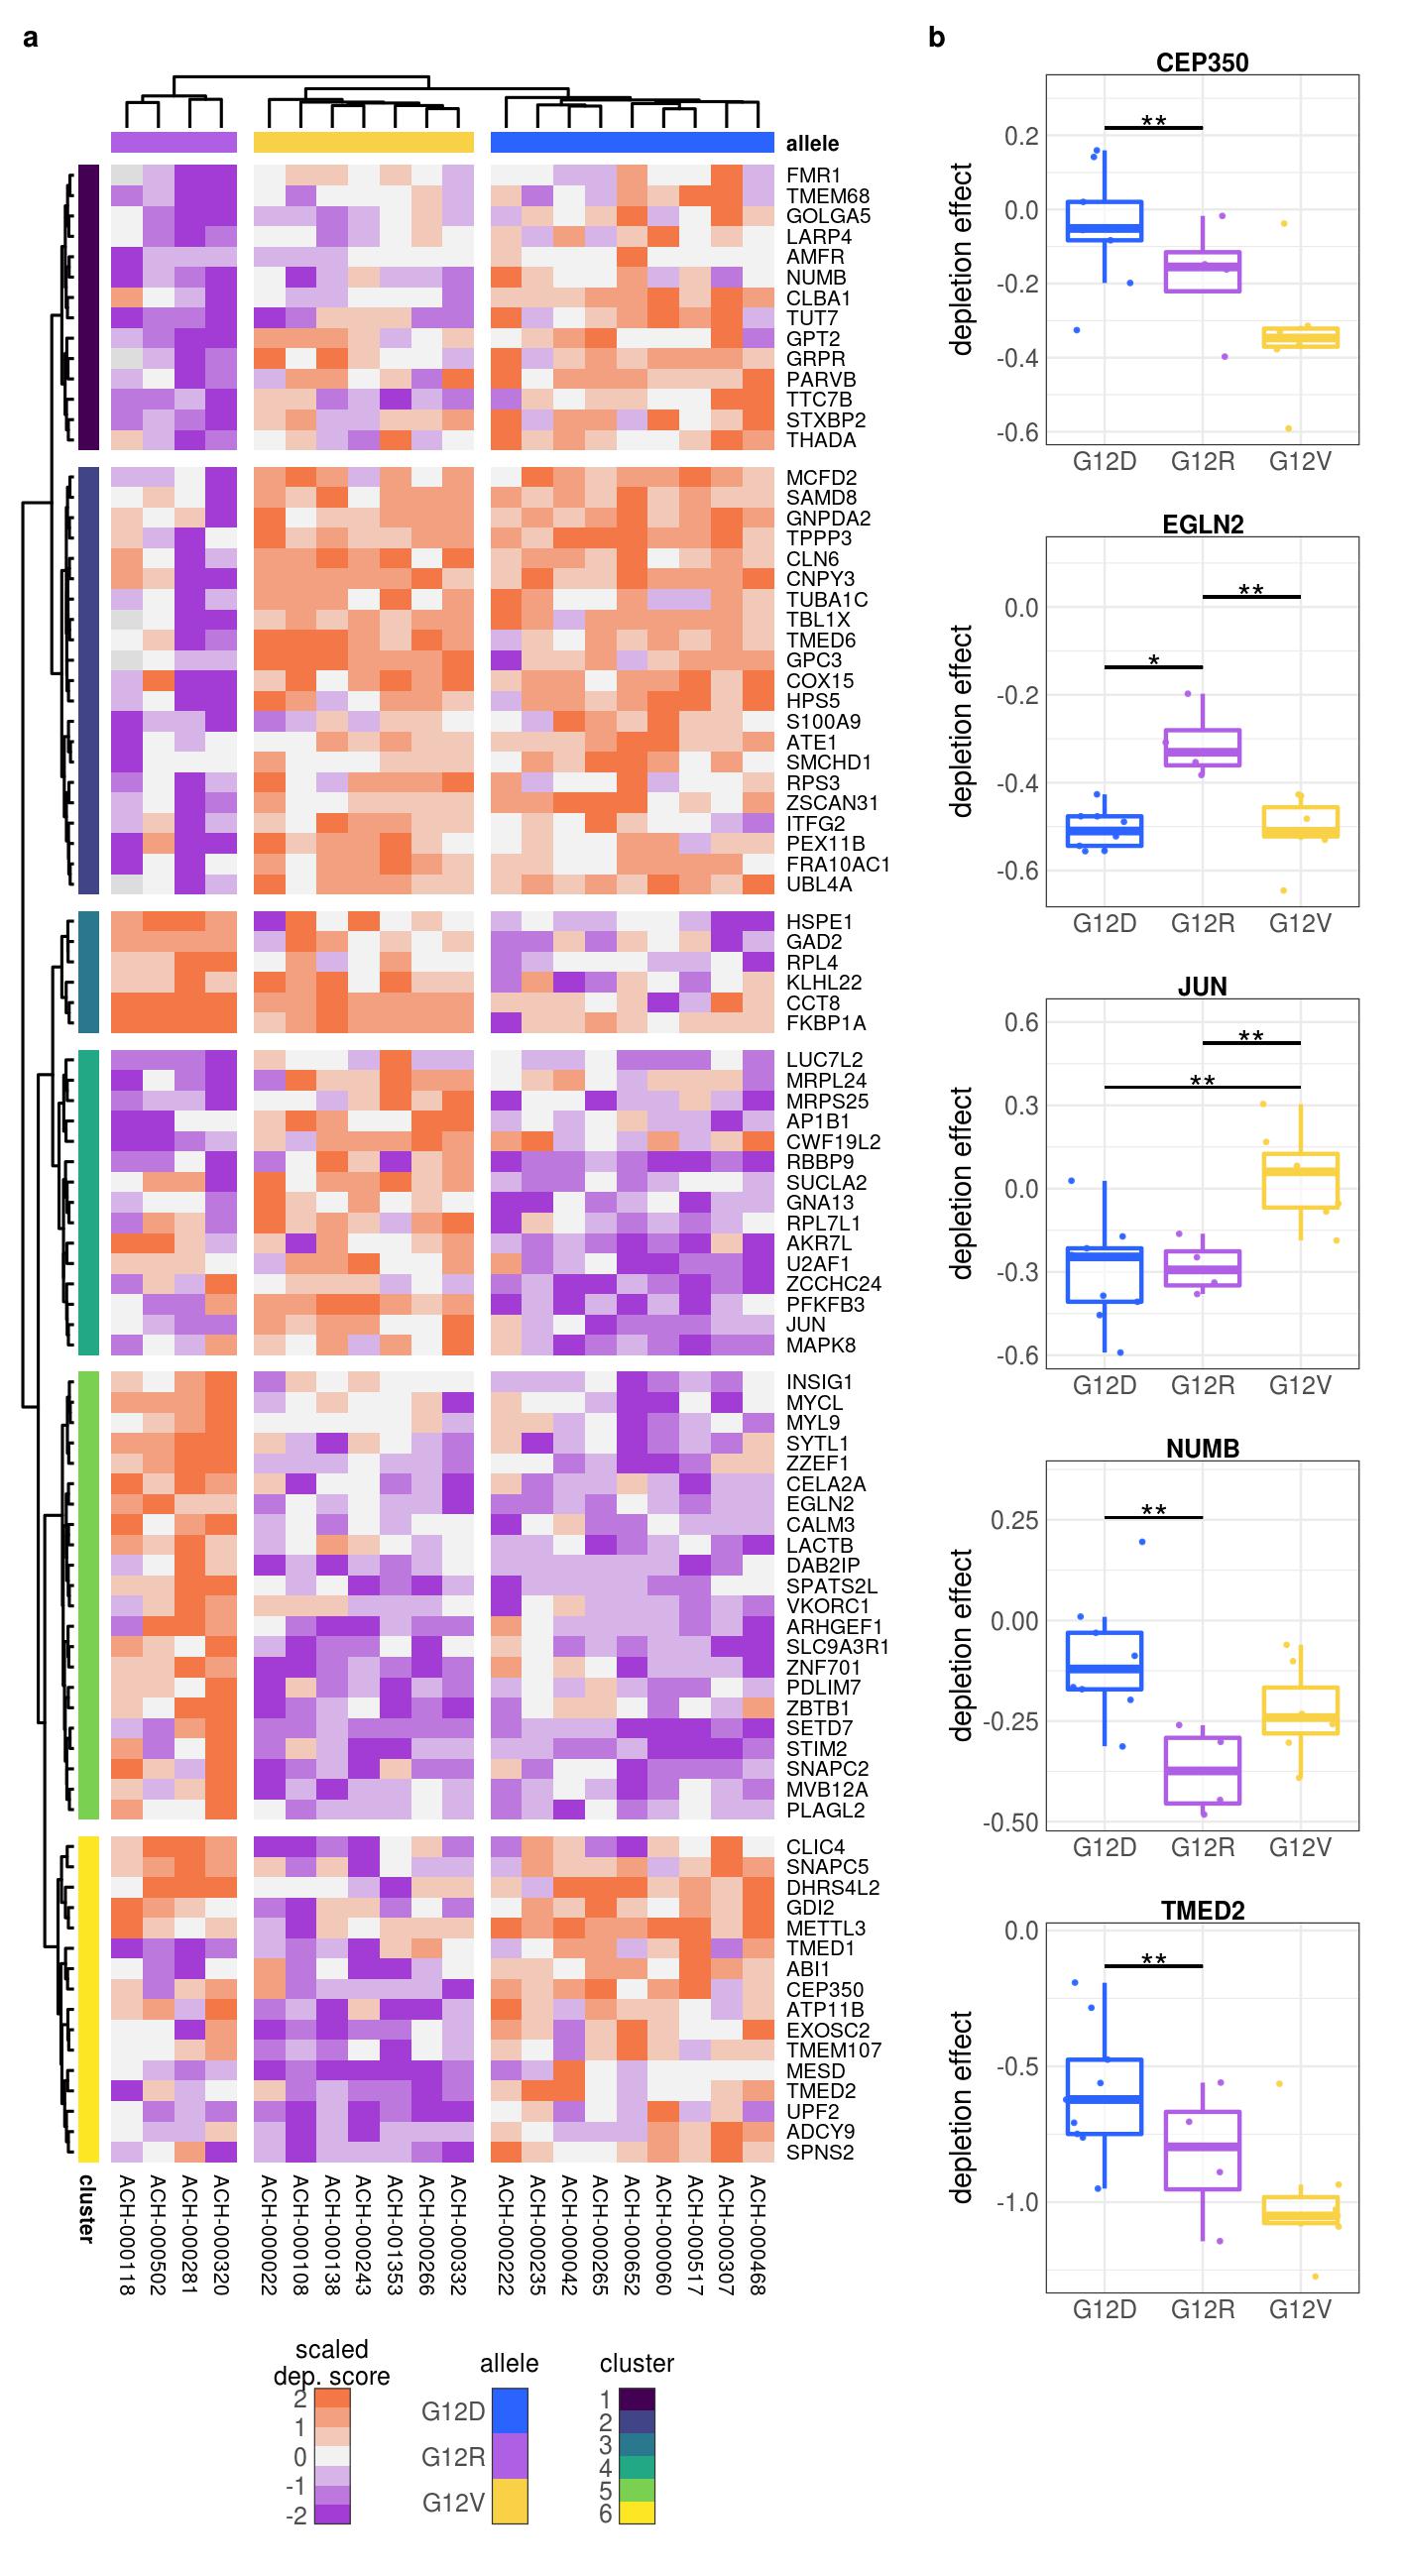 a
allele
FMR1
TMEM68
GOLGA5
LARP4
AMFR
NUMB
CLBA1
TUT7
GPT2
GRPR
PARVB
TTC7B
STXBP2
THADA
MCFD2
SAMD8
GNPDA2
TPPP3
CLN6
CNPY3
TUBA1C
TBL1X
TMED6
GPC3
COX15
HPS5
S100A9
ATE1
SMCHD1
RPS3
ZSCAN31
ITFG2
PEX11B
FRA10AC1
UBL4A
HSPE1
GAD2
RPL4
KLHL22
CCT8
FKBP1A
LUC7L2
MRPL24
MRPS25
AP1B1
CWF19L2
RBBP9
SUCLA2
GNA13
RPL7L1
AKR7L
U2AF1
ZCCHC24
PFKFB3
JUN
MAPK8
INSIG1
MYCL
MYL9
SYTL1
ZZEF1
CELA2A
EGLN2
CALM3
LACTB
DAB2IP
SPATS2L
VKORC1
ARHGEF1
SLC9A3R1
ZNF701
PDLIM7
ZBTB1
SETD7
STIM2
SNAPC2
MVB12A
PLAGL2
CLIC4
SNAPC5
DHRS4L2
GDI2
METTL3
TMED1
ABI1
CEP350
ATP11B
EXOSC2
TMEM107
MESD
TMED2
UPF2
ADCY9
SPNS2
cluster
ACH-000118
ACH-000502
ACH-000281
ACH-000320
ACH-000022
ACH-000108
ACH-000138
ACH-000243
ACH-001353
ACH-000266
ACH-000332
ACH-000222
ACH-000235
ACH-000042
ACH-000265
ACH-000652
ACH-000060
ACH-000517
ACH-000307
ACH-000468
scaled
dep. score
2
1
0
-1
-2
allele
G12D
G12R
G12V
cluster
1
2
3
4
5
6
b
CEP350
depletion effect
**
0.2
0.0
-0.2
-0.4
-0.6
G12D G12R G12V
EGLN2
depletion effect
**
*
0.0
-0.2
-0.4
-0.6
G12D G12R G12V
JUN
depletion effect
**
**
0.6
0.3
0.0
-0.3
-0.6
G12D G12R G12V
NUMB
depletion effect
**
0.25
0.00
-0.25
-0.50
G12D G12R G12V
TMED2
depletion effect
**
0.0
-0.5
-1.0
G12D G12R G12V